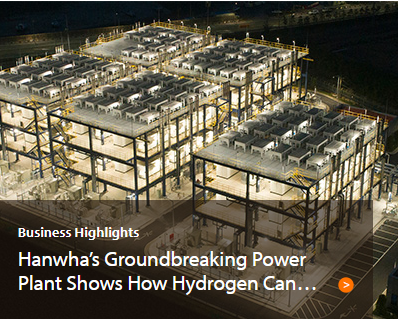 Business Highlights
Hanwha’s Groundbreaking Power
Plant Shows How Hydrogen Can…